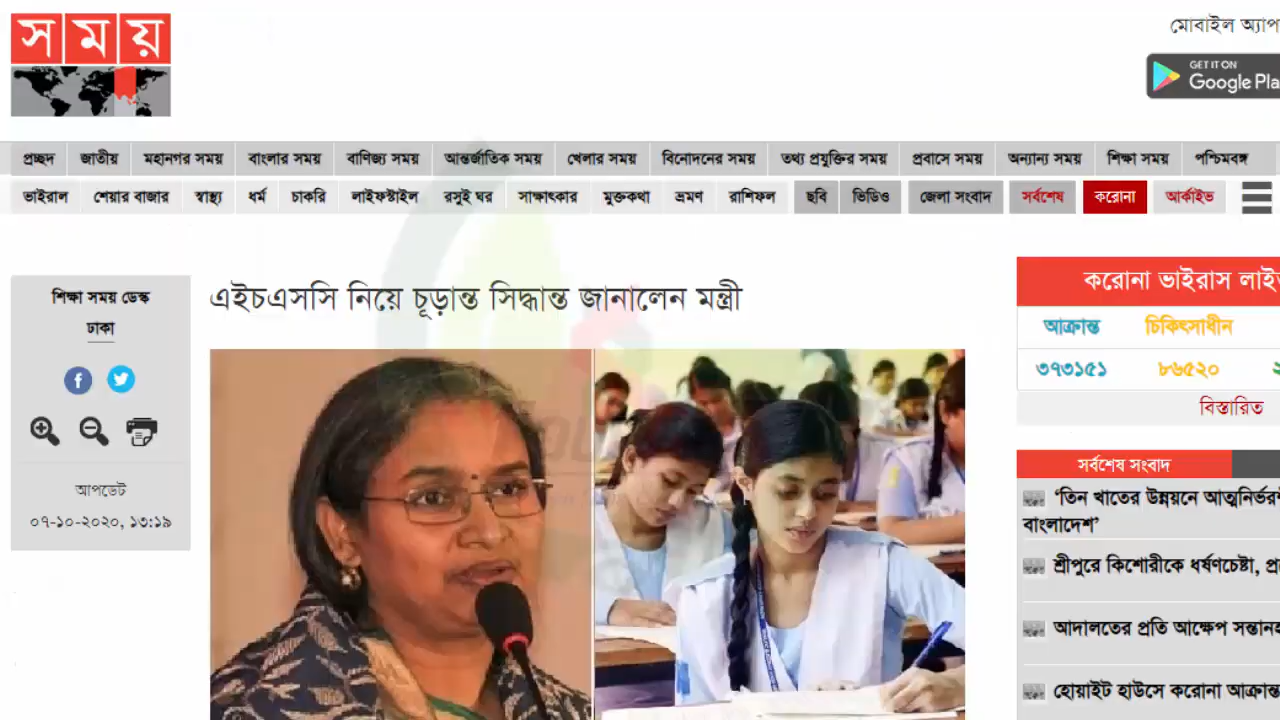 সময়
মোবাইল অ্যাপ
GET IT ON
Google Pla
প্রচ্ছদ জাতীয় মহানগর সময় বাংলার সময় বাণিজ্য সময় আন্তর্জাতিক সময় খেলার সময় বিনোদনের সময় তথ্য প্রযুক্তির সময় প্রবাসে সময় অন্যান্য সময় শিক্ষা সময় পশ্চিমবঙ্গ
ভাইরাল শেয়ার বাজার স্বাস্থ্য ধর্ম চাকরি লাইফস্টাইল রসুই ঘর সাক্ষাৎকার মুক্তকথা ভ্রমণ রাশিফল ছবি ভিডিও জেলা সংবাদ সর্বশেষ করোনা আর্কাইভ
শিক্ষা সময় ডেস্ক
ঢাকা
আপডেট
০৭-১০-২০২০, ১৩:১৯
এইচএসসি নিয়ে চূড়ান্ত সিদ্ধান্ত জানালেন মন্ত্রী
করোনা ভাইরাস লাই
আক্রান্ত চিকিৎসাধীন
৩৭৩১৫১ ৮৬৫২০
বিস্তারিত
সর্বশেষ সংবাদ
‘তিন খাতের উন্নয়নে আত্মনির্ভর
বাংলাদেশ’
শ্রীপুরে কিশোরীকে ধর্ষণচেষ্টা,
আদালতের প্রতি আক্ষেপ
হোয়াইট হাউসে করোনা আক্রান্ত